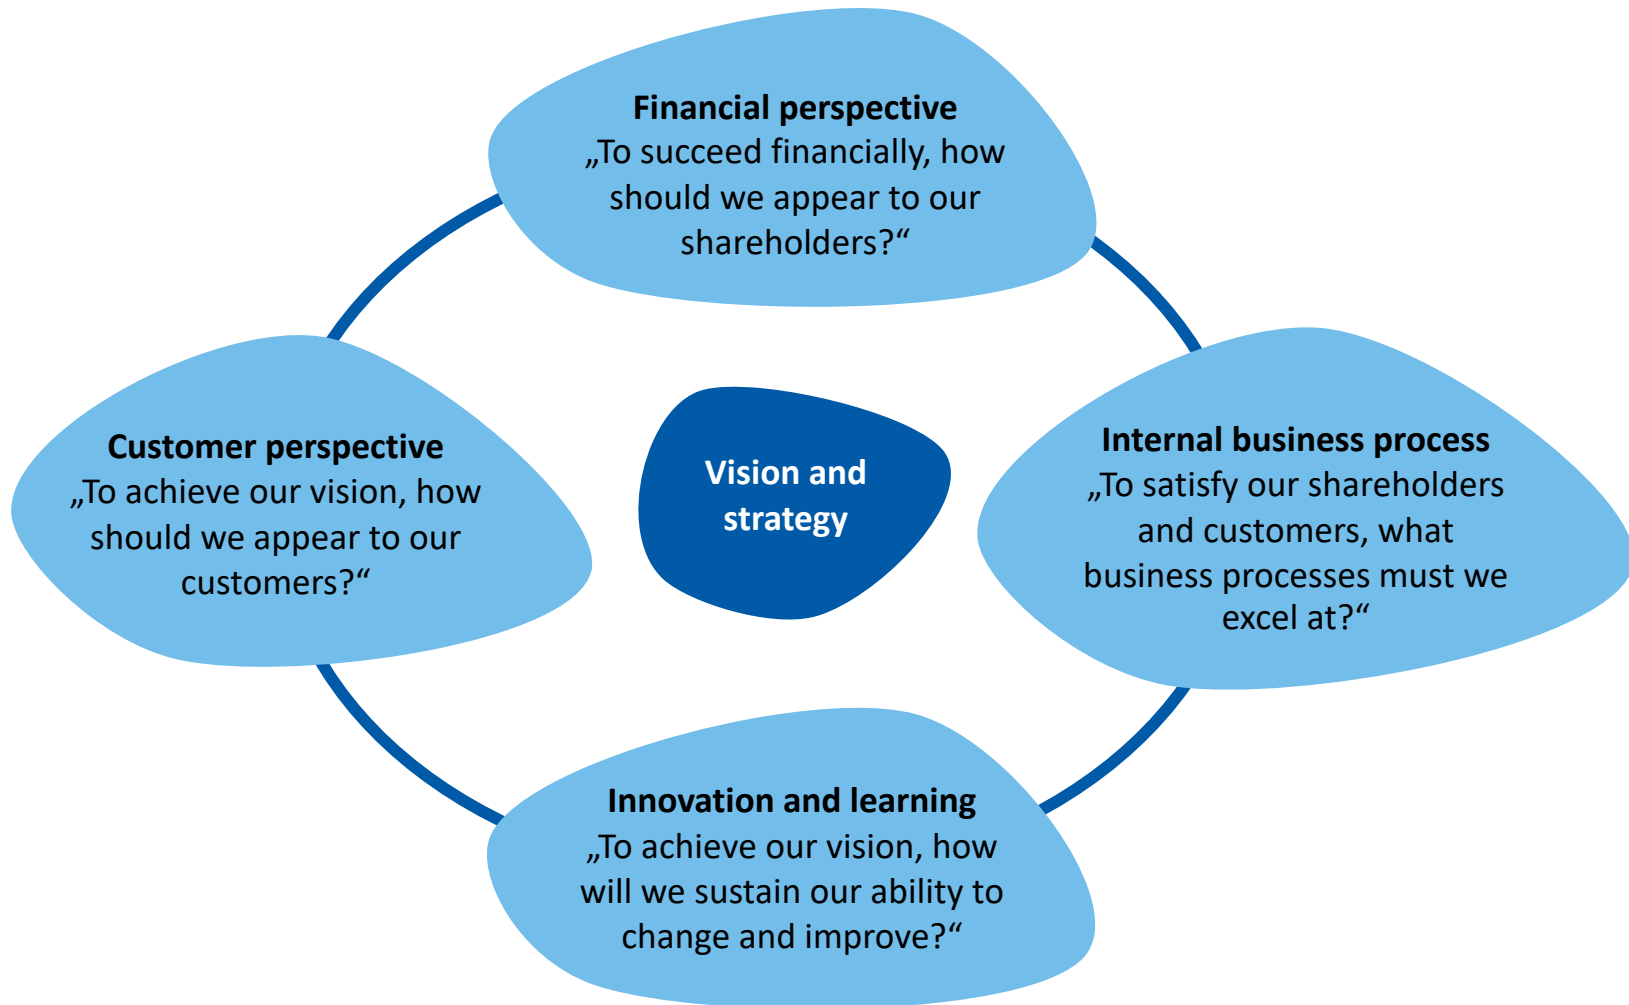 Financial perspective
„To succeed financially, how
should we appear to our
shareholders?“
Customer perspective
„To achieve our vision, how
should we appear to our
customers?“
Vision and
strategy
Internal business process
„To satisfy our shareholders
and customers, what
business processes must we
excel at?“
Innovation and learning
„To achieve our vision, how
will we sustain our ability to
change and improve?“